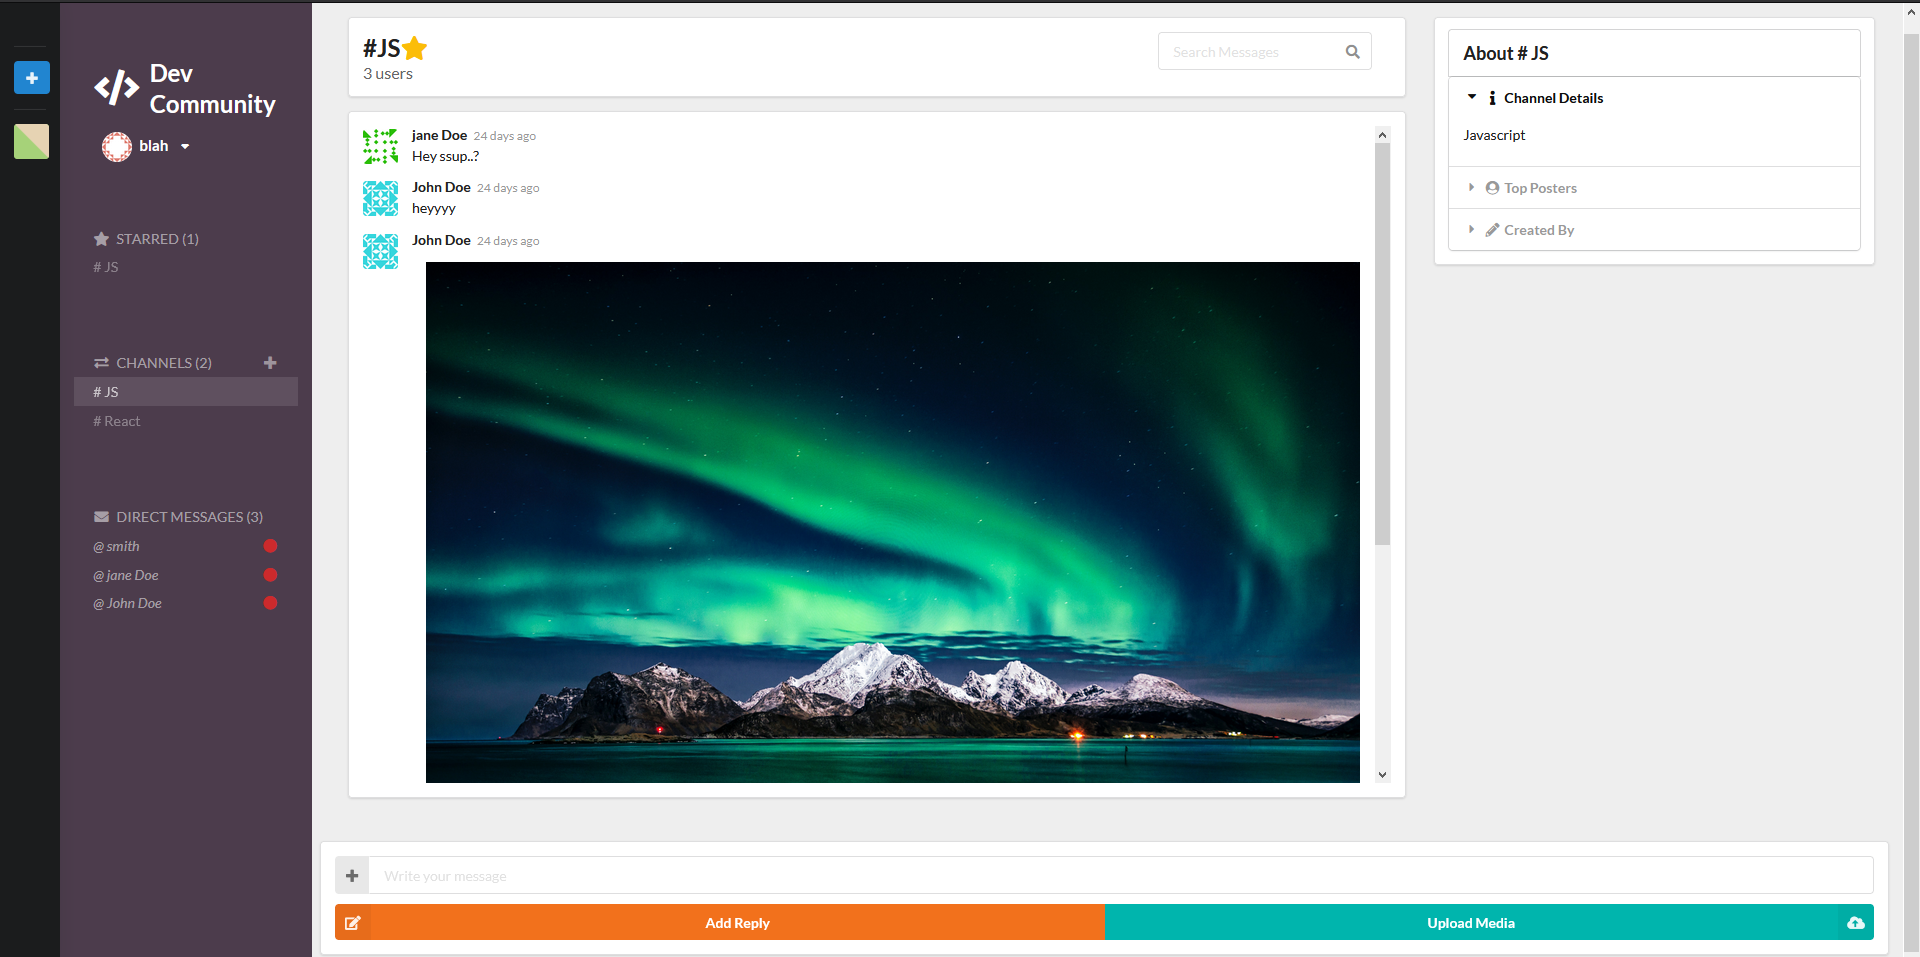 Dev
Community
blah
STARRED (1)
# JS
CHANNELS (2)
# JS
# React
DIRECT MESSAGES (3)
@ smith
@ jane Doe
@ John Doe
#JS
3 users
Search Messages
jane Doe 24 days ago
Hey ssup..?
John Doe 24 days ago
heyyyy
John Doe 24 days ago
Write your message
Add Reply
Upload Media
About # JS
Channel Details
Javascript
Top Posters
Created By